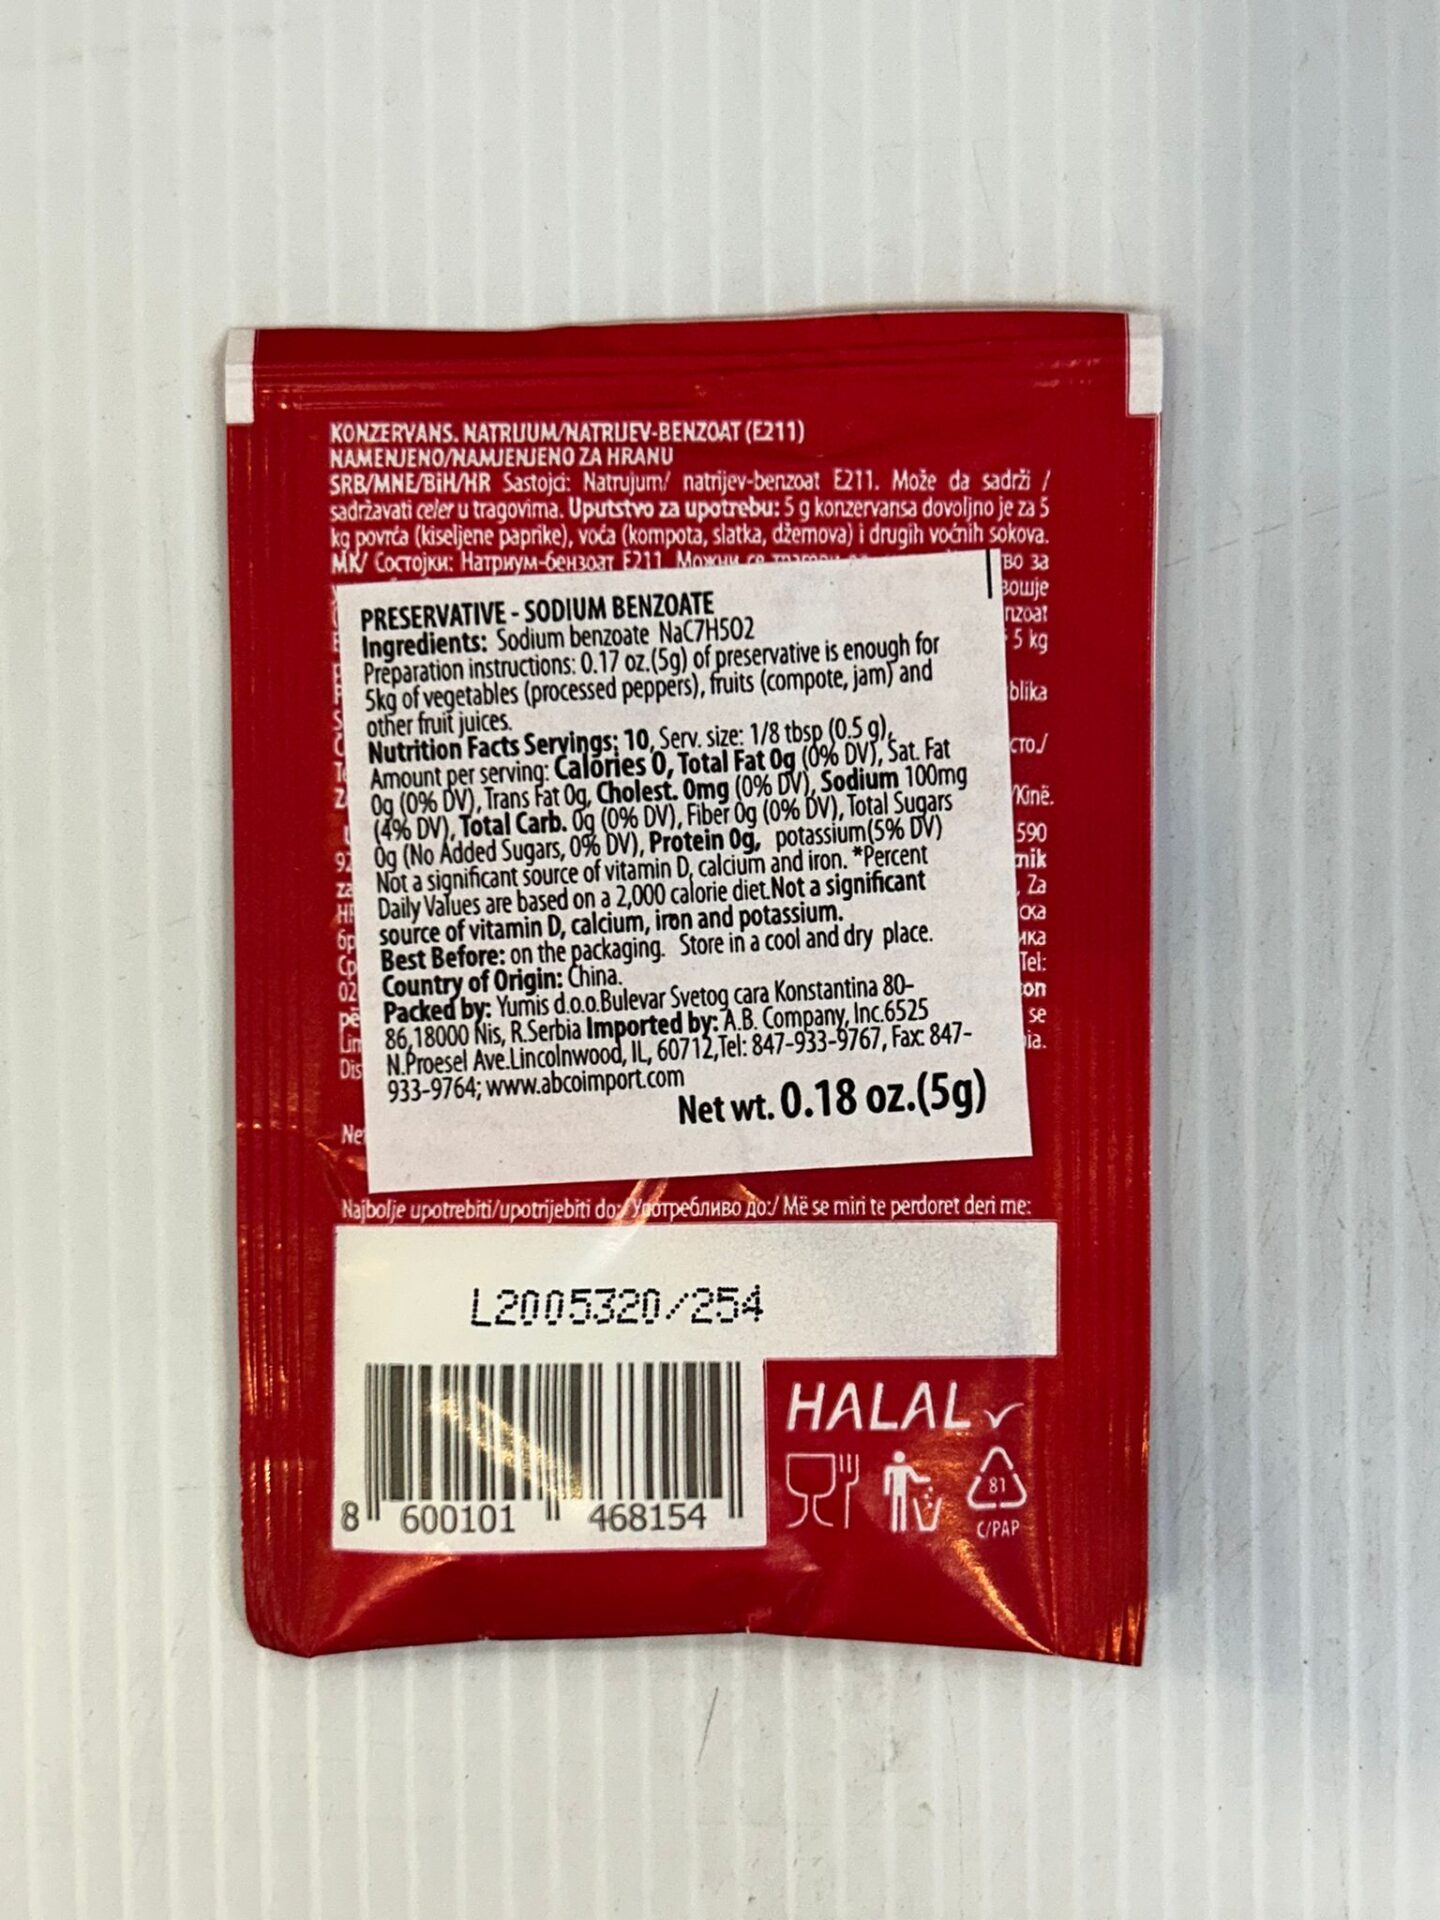 KONZERVANS. NATRIJUM/NATRIJEV-BENZOAT (E211)
NAMENJENO/NAMJENJENO ZA HRANU
SRB/MNE/BiH/HR Sastojci: Natrujum/ natrijev-benzoat E211. Može da sadrži /
sadržavati celer u tragovima. Uputstvo za upotrebu: 5 g konzervansa dovoljno je za 5
kg povrća (kiseljene paprike), voća (kompota, slatka, džemova) i drugih voćnih sokova.
MK/ Состојки: Натриум-бензоат E211. Можни се
за
5 kg
/Kinë.
590
, Za
Tel:
se
PRESERVATIVE - SODIUM BENZOATE
Ingredients: Sodium benzoate NaC7H5O2
Preparation instructions: 0.17 oz.(5g) of preservative is enough for
5kg of vegetables (processed peppers), fruits (compote, jam) and
other fruit juices.
Nutrition Facts Servings: 10, Serv. size: 1/8 tbsp (0.5 g),
Amount per serving: Calories 0, Total Fat 0g (0% DV), Sat. Fat
0g (0% DV), Trans Fat 0g, Cholest. 0mg (0% DV), Sodium 100mg
(4% DV), Total Carb. 0g (0% DV), Fiber 0g (0% DV), Total Sugars
0g (No Added Sugars, 0% DV), Protein 0g, potassium(5% DV)
Not a significant source of vitamin D, calcium and iron. *Percent
Daily Values are based on a 2,000 calorie diet.Not a significant
source of vitamin D, calcium, iron and potassium.
Best Before: on the packaging. Store in a cool and dry place.
Country of Origin: China.
Packed by: Yumis d.o.o.Bulevar Svetog cara Konstantina 80-
86,18000 Nis, R.Serbia Imported by: A.B. Company, Inc.6525
N.Proesel Ave.Lincolnwood, IL, 60712,Tel: 847-933-9767, Fax: 847-
933-9764; www.abcoimport.com
Net wt. 0.18 oz.(5g)
Najbolje upotrebiti/upotrijebiti do:/ Употребливо до:/ Më se miri te perdoret deri me:
L2005320/254
8 600101 468154
HALAL
81
C/PAP